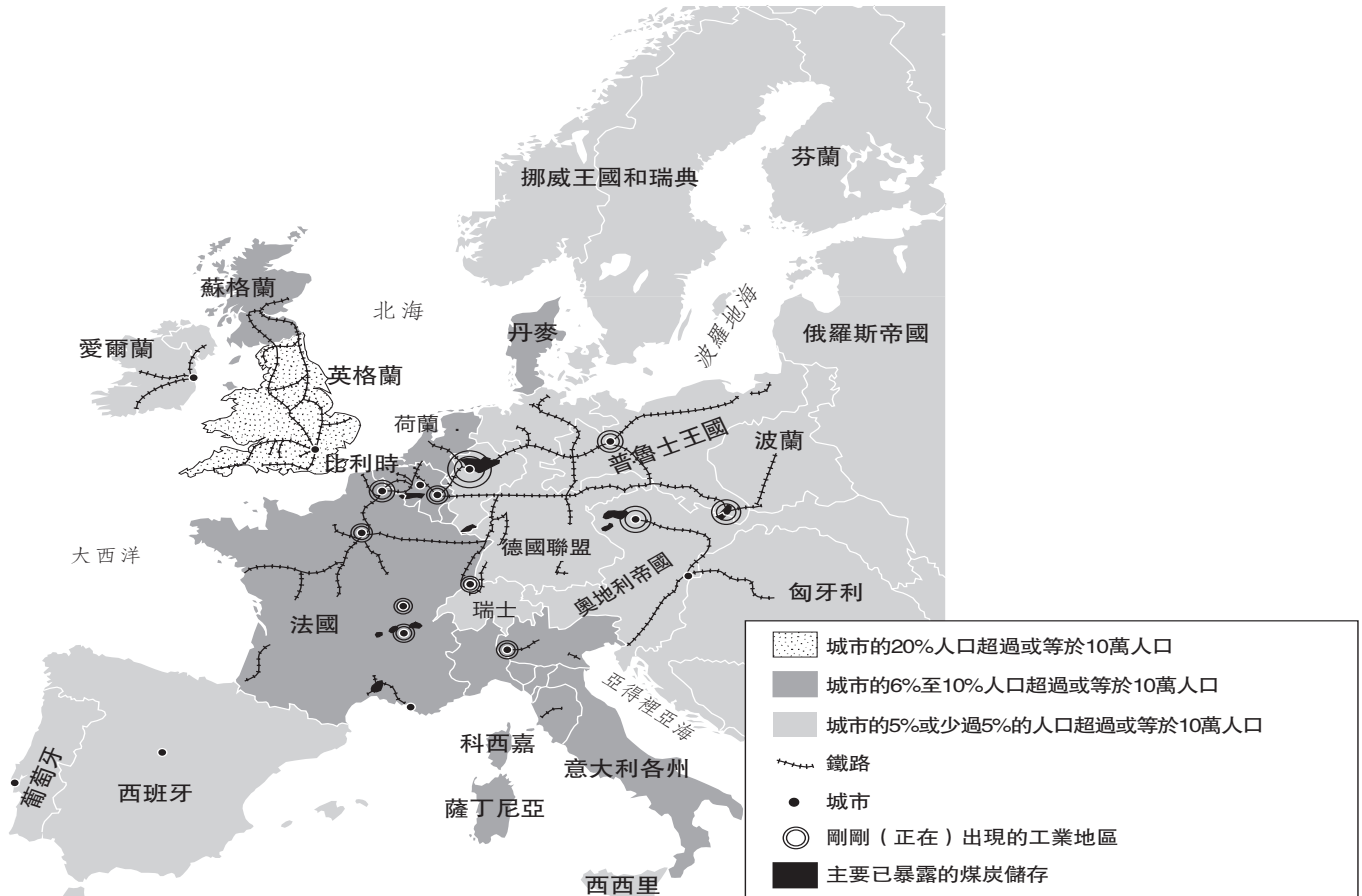 挪威王國和瑞典
芬蘭
蘇格蘭
北海
愛爾蘭
丹麥
波羅地海
俄羅斯帝國
英格蘭
荷蘭
普魯士王國
波蘭
比利時
大西洋
德國聯盟
奧地利帝國
匈牙利
法國
瑞士
亞得裡亞海
科西嘉
意大利各州
葡萄牙
西班牙
薩丁尼亞
西西里
城市的20%人口超過或等於10萬人口
城市的6%至10%人口超過或等於10萬人口
城市的5%或少過5%的人口超過或等於10萬人口
鐵路
城市
剛剛（正在）出現的工業地區
主要已暴露的煤炭儲存